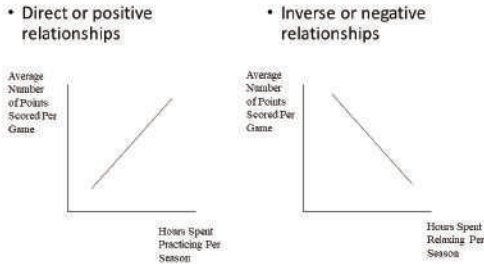 • Direct or positive
relationships
Average
Number
of Points
Scored Per
Game
Hours Spent
Practicing Per
Season
• Inverse or negative
relationships
Average
Number
of Points
Scored Per
Game
Hours Spent
Relaxing Per
Season